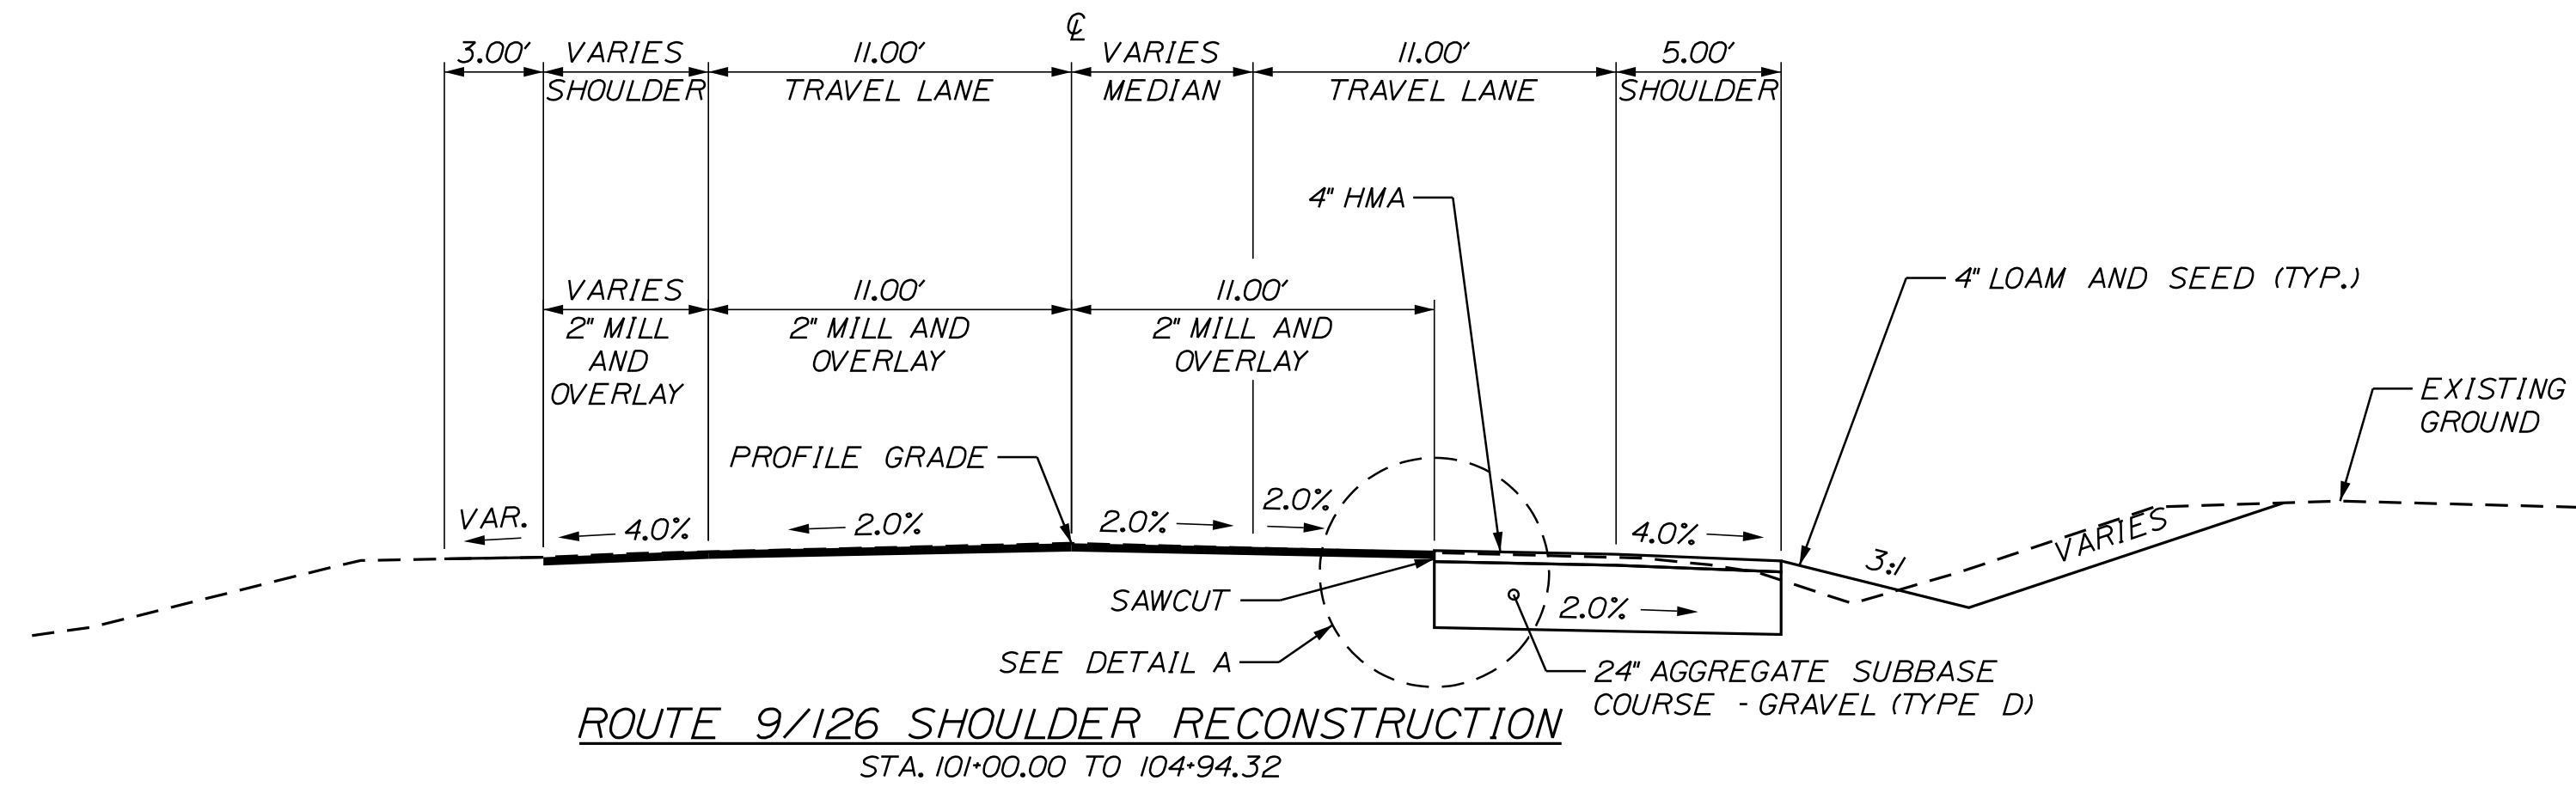 ℄
3.00' VARIES 11.00' VARIES 11.00' 5.00'
SHOULDER TRAVEL LANE MEDIAN TRAVEL LANE SHOULDER
4" HMA
4" LOAM AND SEED (TYP.)
VARIES 11.00' 11.00'
2" MILL
AND
OVERLAY
2" MILL AND
OVERLAY
2" MILL AND
OVERLAY
EXISTING
GROUND
PROFILE GRADE
VAR. 4.0% 2.0% 2.0% 2.0% 4.0%
3:1
VARIES
SAWCUT
2.0%
SEE DETAIL A
24" AGGREGATE SUBBASE
COURSE - GRAVEL (TYPE D)
ROUTE 9/126 SHOULDER RECONSTRUCTION
STA. 101+00.00 TO 104+94.32